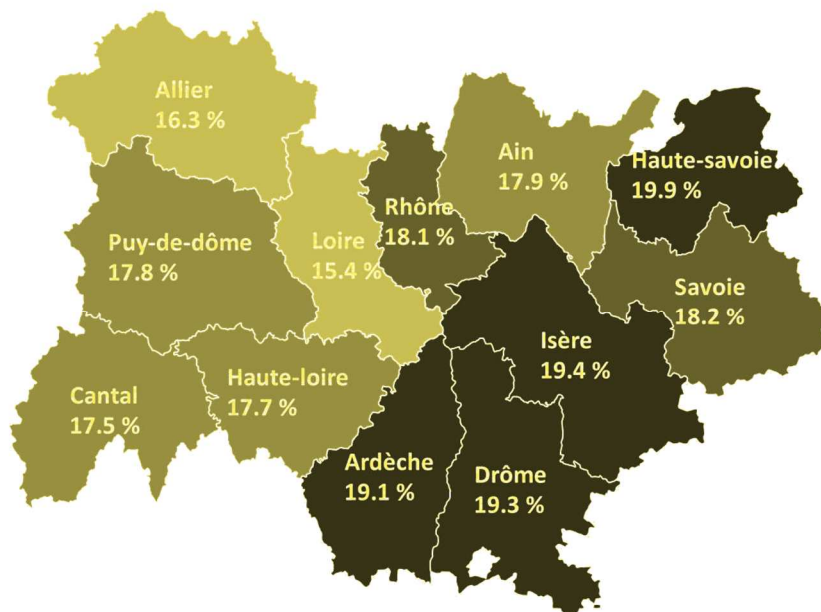 Allier
16.3 %
Ain
17.9 %
Haute-savoie
19.9 %
Rhône
18.1 %
Puy-de-dôme
17.8 %
Loire
15.4 %
Savoie
18.2 %
Isère
19.4 %
Haute-loire
17.7 %
Cantal
17.5 %
Ardèche
19.1 %
Drôme
19.3 %